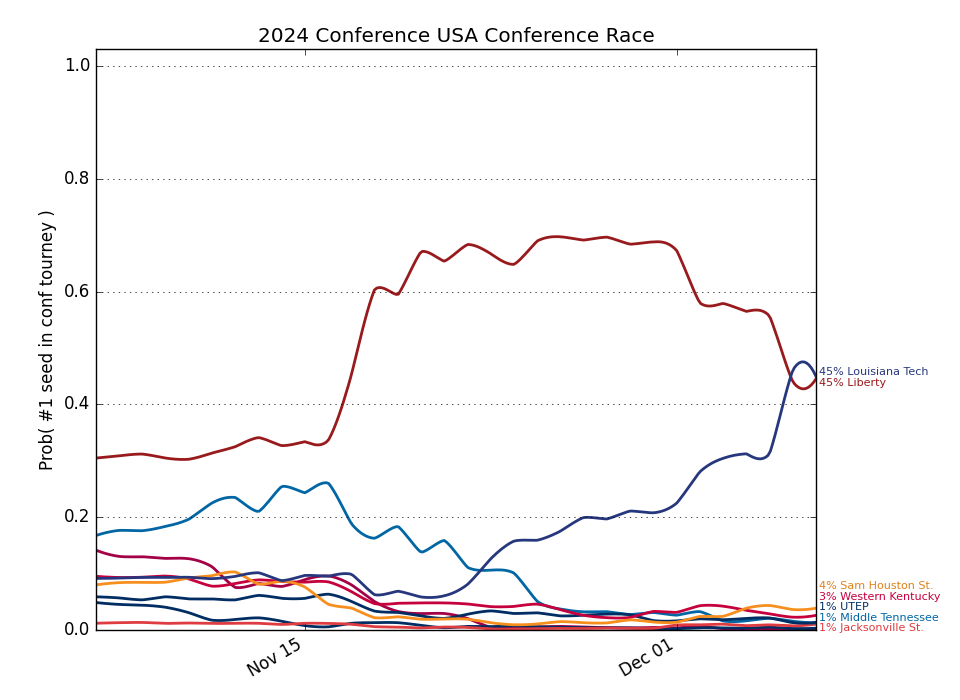 2024 Conference USA Conference Race
Prob( #1 seed in conf tourney )
1.0
0.8
0.6
0.4
0.2
0.0
Nov 15
Dec 01
45% Louisiana Tech
45% Liberty
4% Sam Houston St.
3% Western Kentucky
1% UTEP
1% Middle Tennessee
1% Jacksonville St.